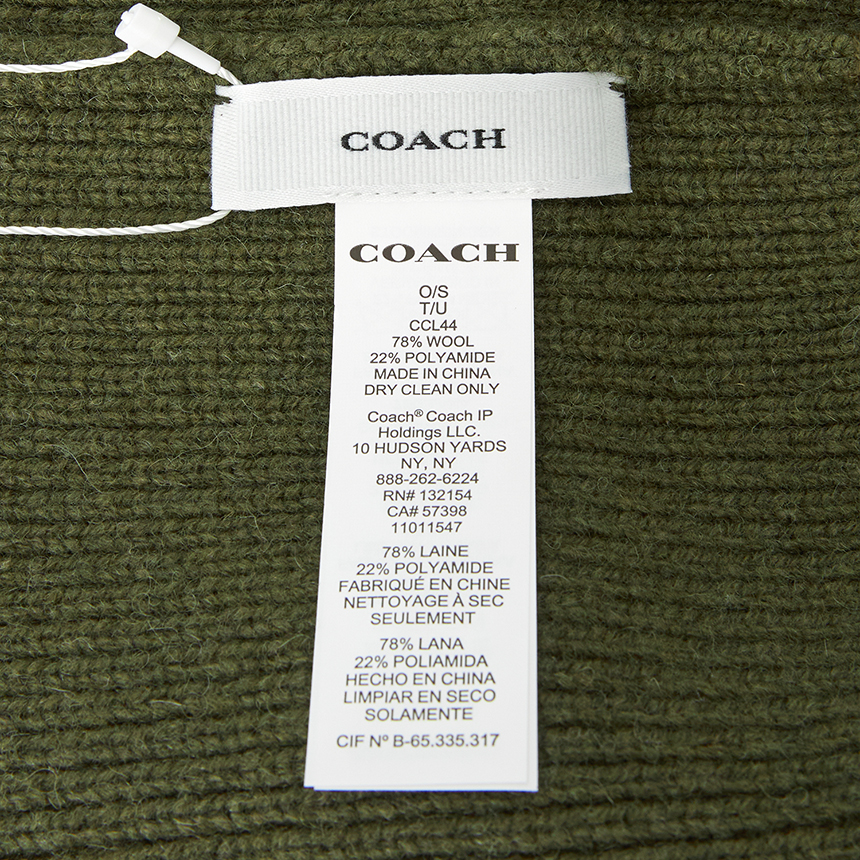 COACH
COACH
O/S
T/U
CCL44
78% WOOL
22% POLYAMIDE
MADE IN CHINA
DRY CLEAN ONLY
Coach® Coach IP
Holdings LLC.
10 HUDSON YARDS
NY, NY
888-262-6224
RN# 132154
CA# 57398
11011547
78% LAINE
22% POLYAMIDE
FABRIQUÉ EN CHINE
NETTOYAGE À SEC
SEULEMENT
78% LANA
22% POLIAMIDA
HECHO EN CHINA
LIMPIAR EN SECO
SOLAMENTE
CIF Nº B-65.335.317